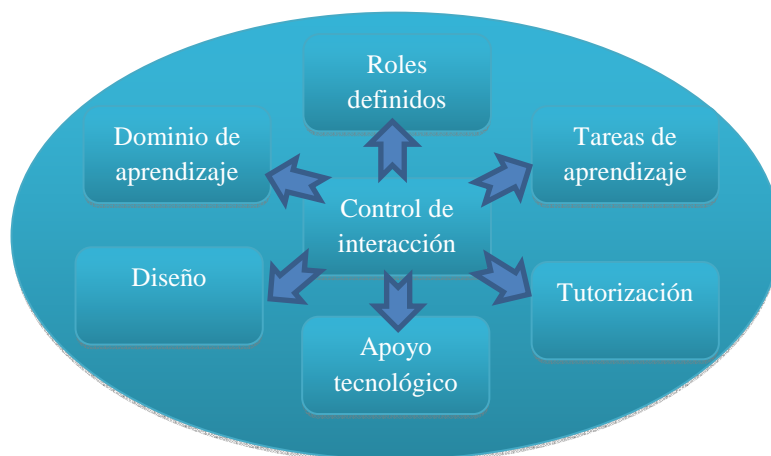 Roles
definidos
Dominio de
aprendizaje
Tareas de
aprendizaje
Control de
interacción
Diseño
Tutorización
Apoyo
tecnológico